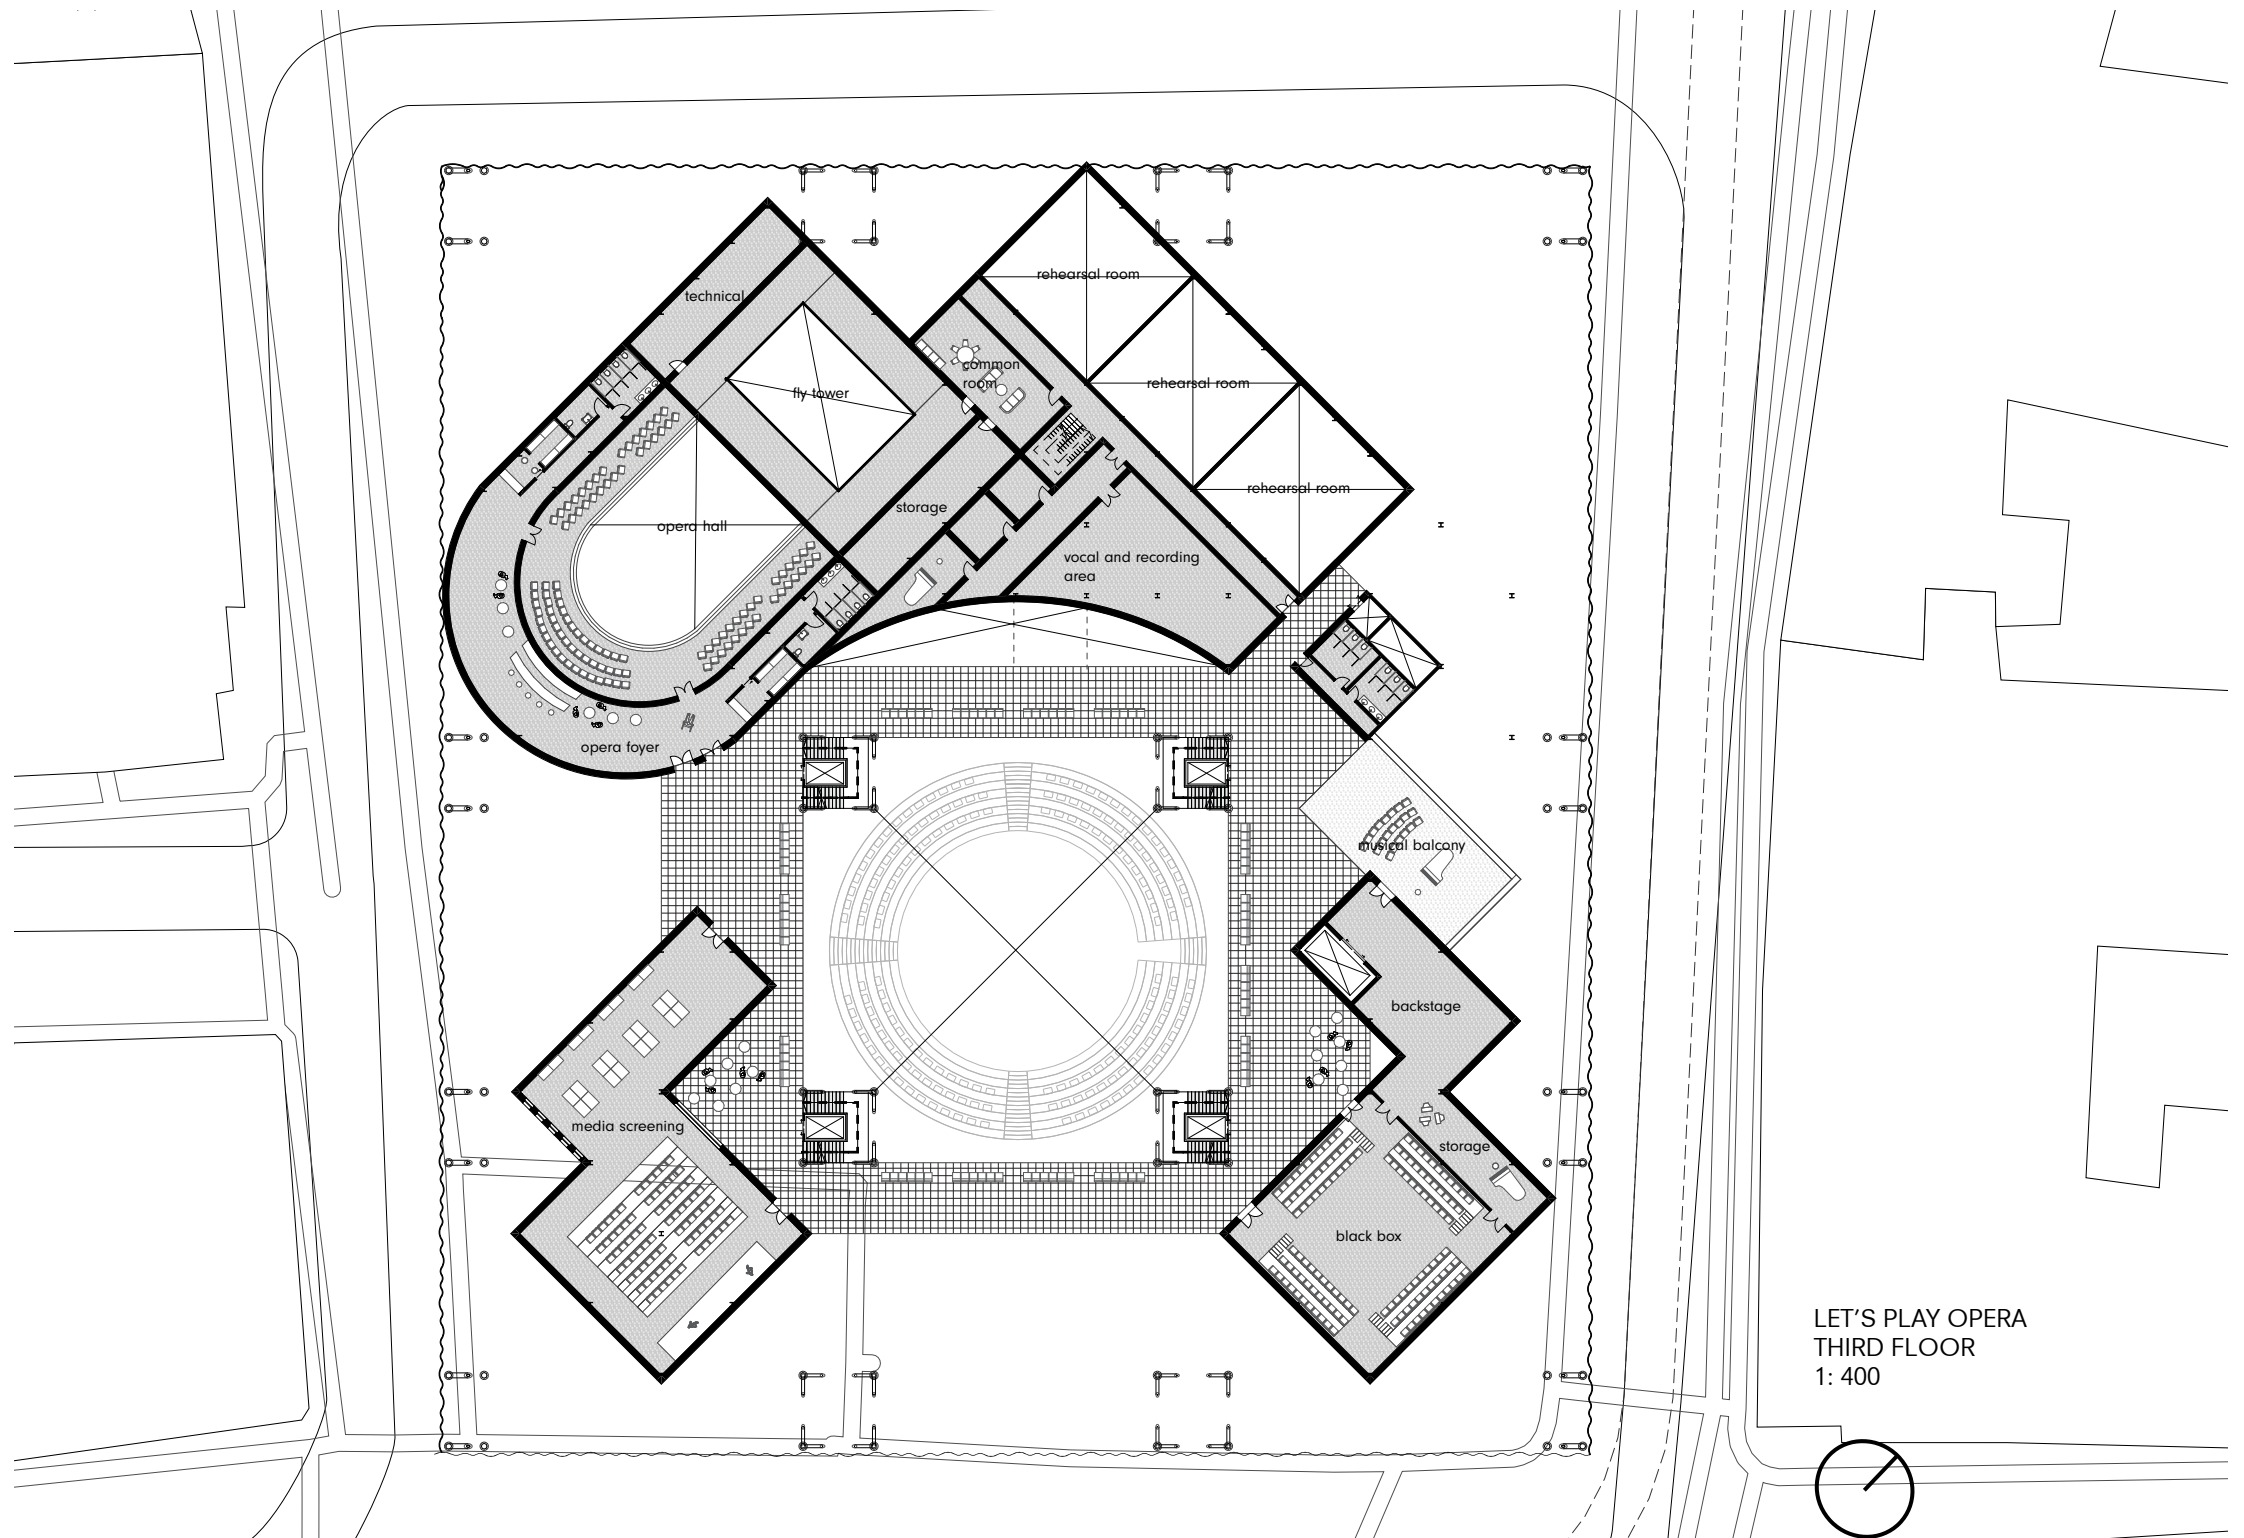 rehearsal room
technical
common
room
rehearsal room
fly tower
rehearsal room
storage
opera hall
vocal and recording
area
opera foyer
musical balcony
backstage
media screening
storage
black box
LET'S PLAY OPERA
THIRD FLOOR
1: 400